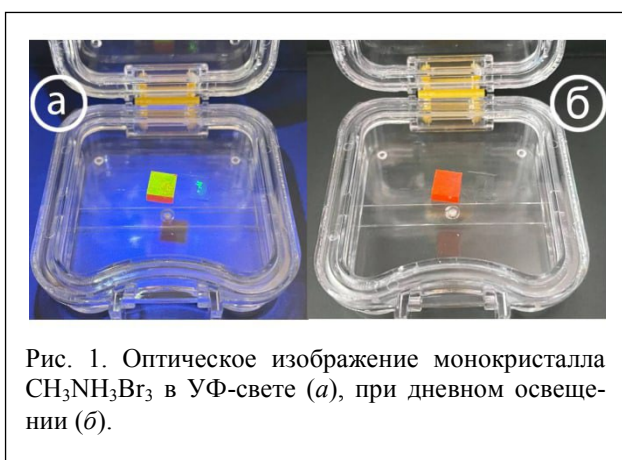 а
б
Рис. 1. Оптическое изображение монокристалла
CH₃NH₃Br₃ в УФ-свете (а), при дневном освеще-
нии (б).